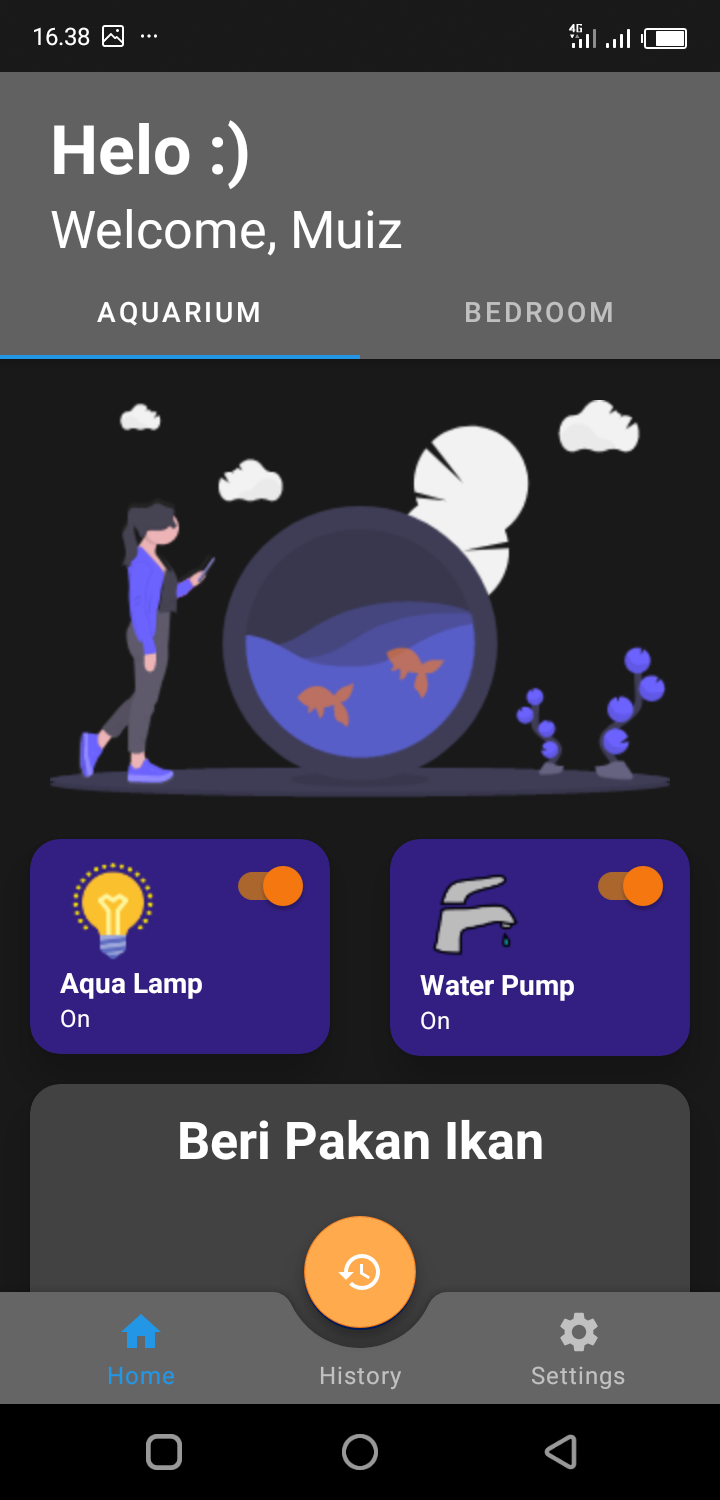 16.38
4G
Helo :)
Welcome, Muiz
AQUARIUM BEDROOM
Aqua Lamp
On
Water Pump
On
Beri Pakan Ikan
Home History Settings